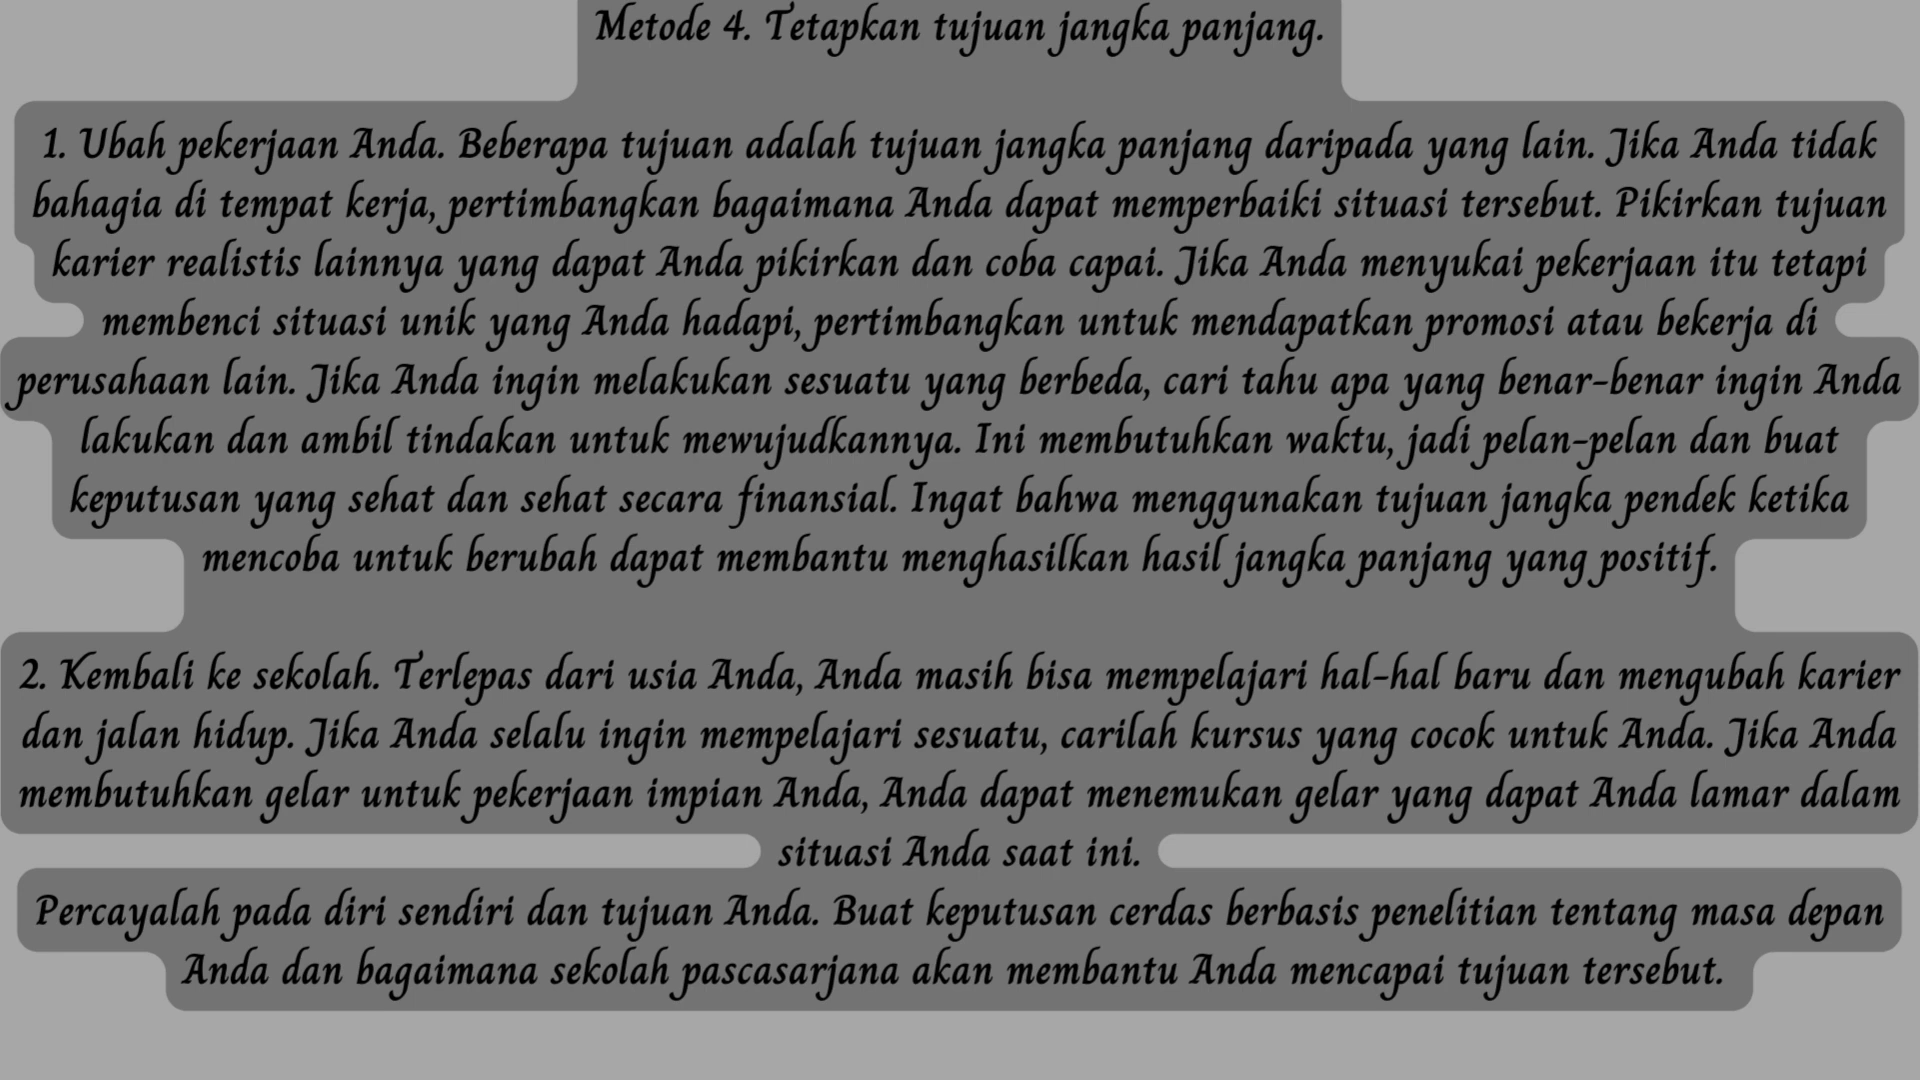 Metode 4. Tetapkan tujuan jangka panjang.
1. Ubah pekerjaan Anda. Beberapa tujuan adalah tujuan jangka panjang daripada yang lain. Jika Anda tidak
bahagia di tempat kerja, pertimbangkan bagaimana Anda dapat memperbaiki situasi tersebut. Pikirkan tujuan
karier realistis lainnya yang dapat Anda pikirkan dan coba capai. Jika Anda menyukai pekerjaan itu tetapi
membenci situasi unik yang Anda hadapi, pertimbangkan untuk mendapatkan promosi atau bekerja di
perusahaan lain. Jika Anda ingin melakukan sesuatu yang berbeda, cari tahu apa yang benar-benar ingin Anda
lakukan dan ambil tindakan untuk mewujudkannya. Ini membutuhkan waktu, jadi pelan-pelan dan buat
keputusan yang sehat dan sehat secara finansial. Ingat bahwa menggunakan tujuan jangka pendek ketika
mencoba untuk berubah dapat membantu menghasilkan hasil jangka panjang yang positif.
2. Kembali ke sekolah. Terlepas dari usia Anda, Anda masih bisa mempelajari hal-hal baru dan mengubah karier
dan jalan hidup. Jika Anda selalu ingin mempelajari sesuatu, carilah kursus yang cocok untuk Anda. Jika Anda
membutuhkan gelar untuk pekerjaan impian Anda, Anda dapat menemukan gelar yang dapat Anda lamar dalam
situasi Anda saat ini.
Percayalah pada diri sendiri dan tujuan Anda. Buat keputusan cerdas berbasis penelitian tentang masa depan
Anda dan bagaimana sekolah pascasarjana akan membantu Anda mencapai tujuan tersebut.